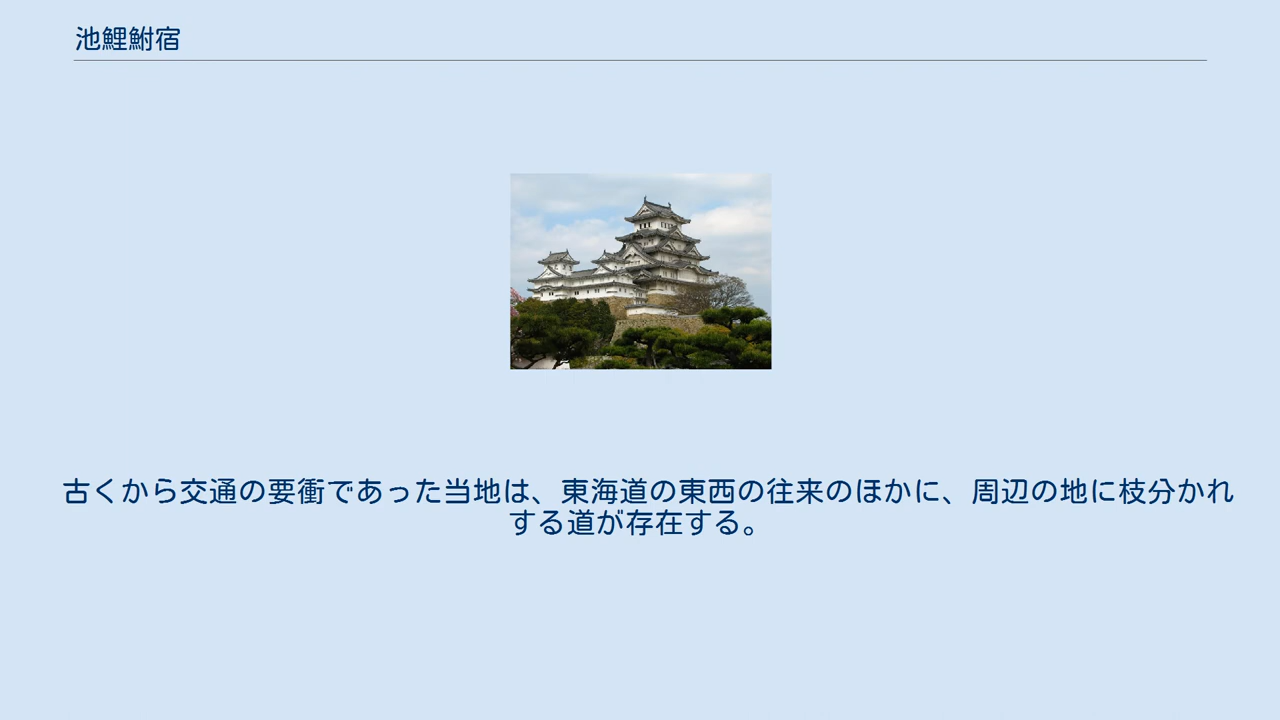 池鯉鮒宿
古くから交通の要衝であった当地は、東海道の東西の往来のほかに、周辺の地に枝分かれ
する道が存在する。